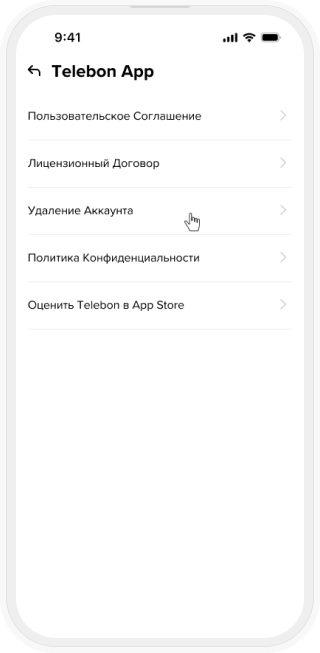 9:41
Telebon App
Пользовательское Соглашение
Лицензионный Договор
Удаление Аккаунта
Политика Конфиденциальности
Оценить Telebon в App Store